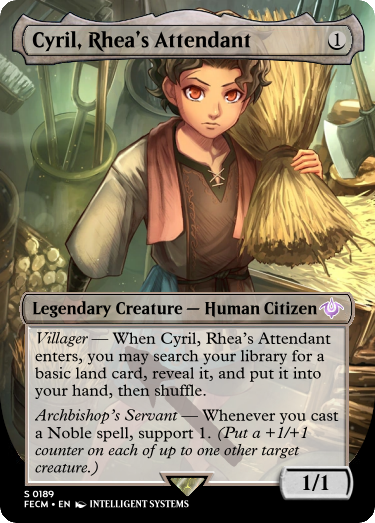 Cyril, Rhea's Attendant 1
Legendary Creature — Human Citizen
Villager — When Cyril, Rhea's Attendant
enters, you may search your library for a
basic land card, reveal it, and put it into
your hand, then shuffle.
Archbishop's Servant — Whenever you cast
a Noble spell, support 1. (Put a +1/+1
counter on each of up to one other target
creature.)
1/1
S 0189
FECM • EN INTELLIGENT SYSTEMS